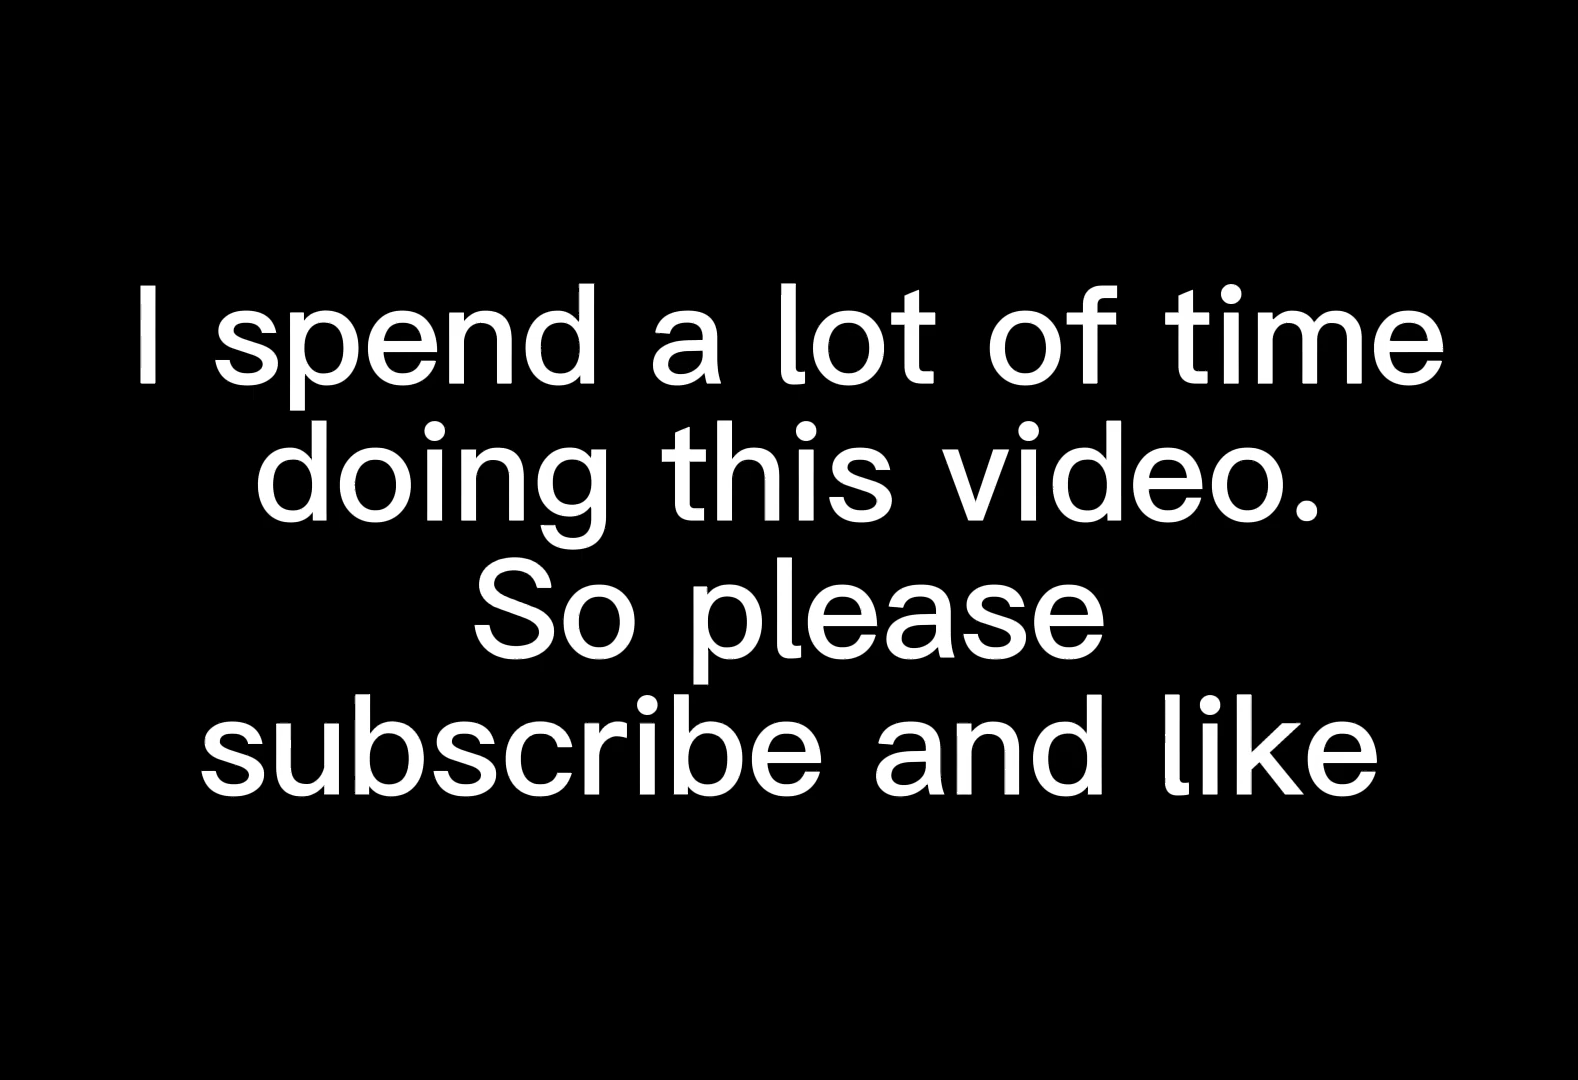 I spend a lot of time
doing this video.
So please
subscribe and like